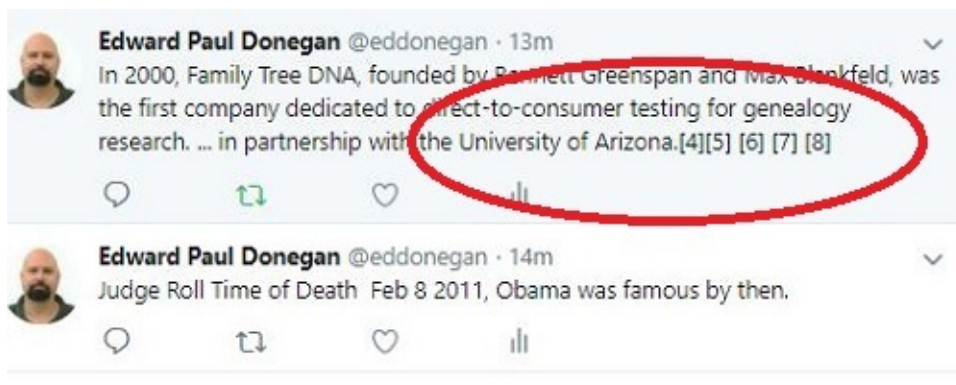 Edward Paul Donegan @eddonegan · 13m
In 2000, Family Tree DNA, founded by Bennett Greenspan and Max Blankfeld, was
the first company dedicated to direct-to-consumer testing for genealogy
research. ... in partnership with the University of Arizona.[4][5] [6] [7] [8]
Edward Paul Donegan @eddonegan · 14m
Judge Roll Time of Death  Feb 8 2011, Obama was famous by then.